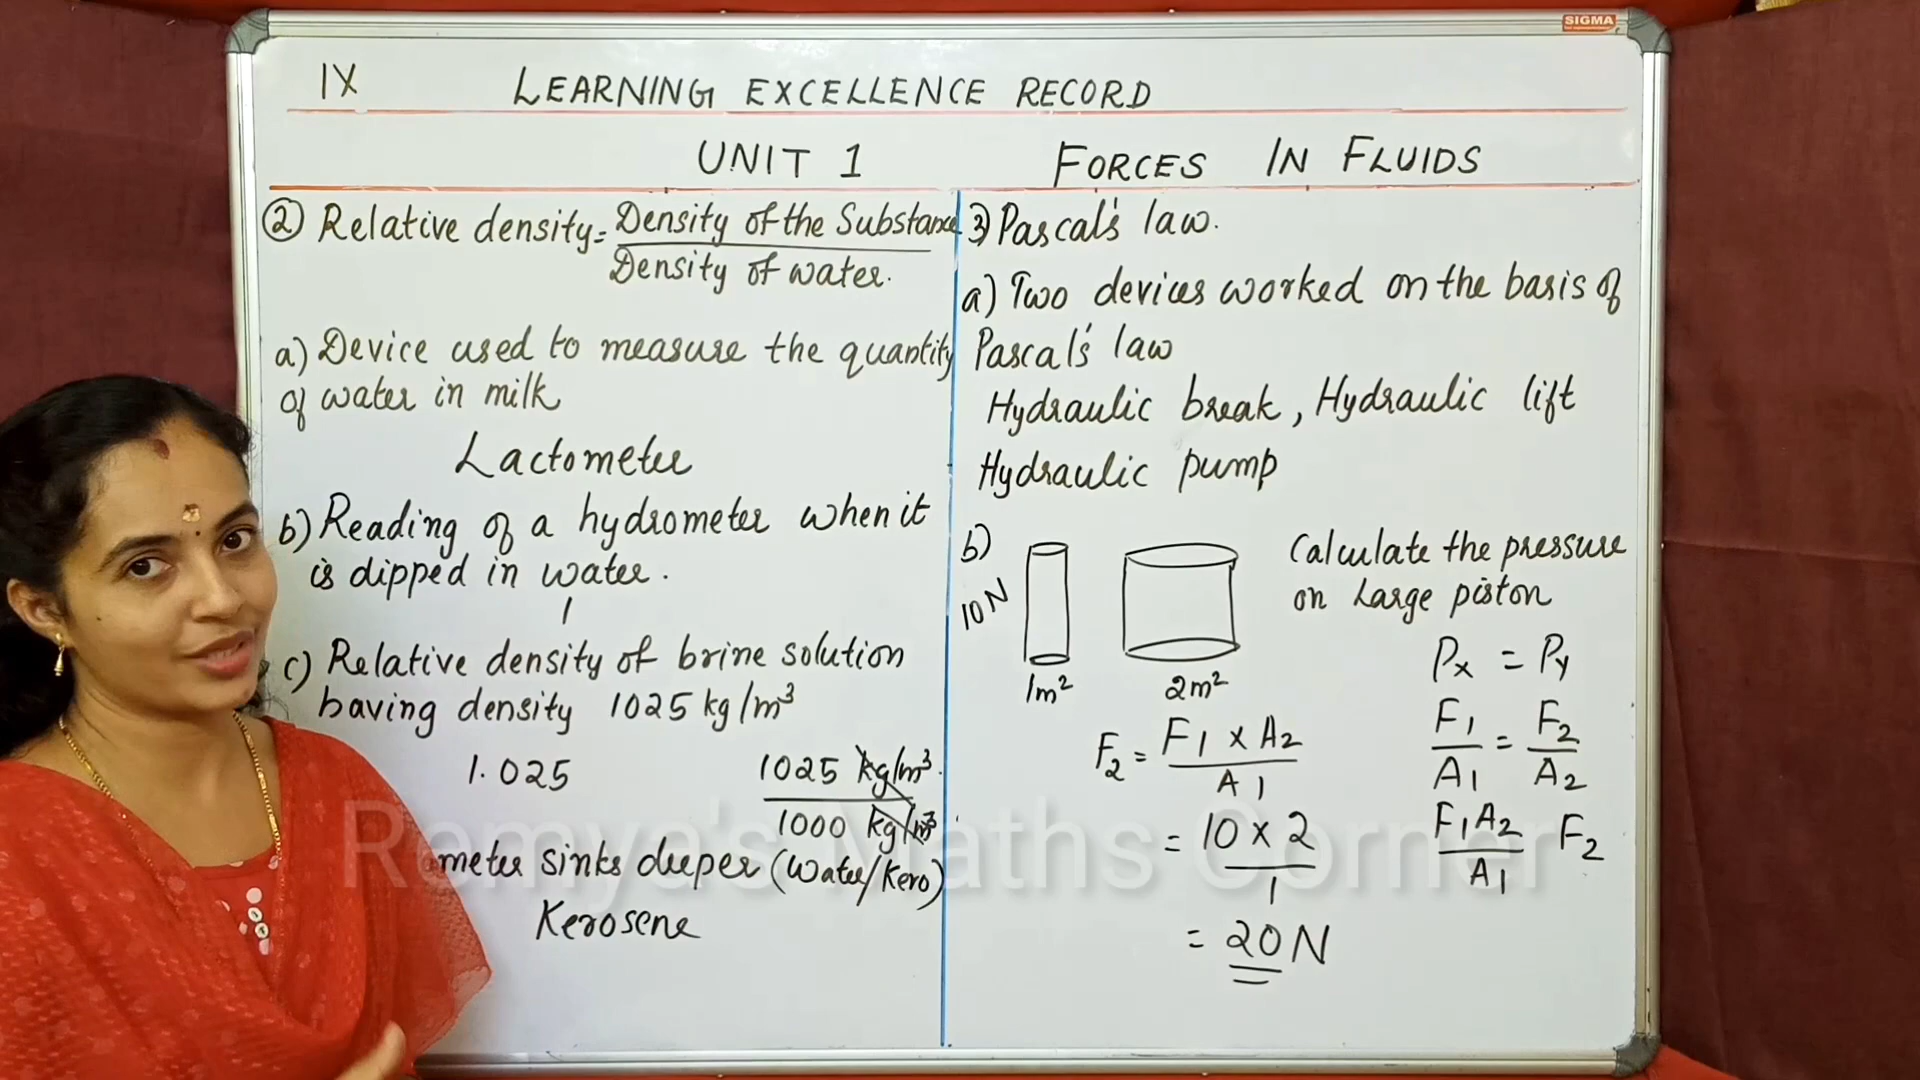 SIGMA
IX LEARNING EXCELLENCE RECORD
UNIT 1 FORCES IN FLUIDS
② Relative density = Density of the Substance
Density of water.
a) Device used to measure the quantity
of water in milk
Lactometer
b) Reading of a hydrometer when it
is dipped in water.
1
c) Relative density of brine solution
having density 1025 kg/m³
1.025
1025 kg/m³
1000 kg/m³
meter sinks deeper (Water/Kero)
Kerosene
3) Pascal's law.
a) Two devices worked on the basis of
Pascal's law
Hydraulic break, Hydraulic lift
Hydraulic pump
b)
10 N
1m²
2m²
Calculate the pressure
on Large piston
Px = Py
F1/A1 = F2/A2
F1A2/A1 F2
F2 = F1 x A2
A1
= 10 x 2
1
= 20 N
Remya's Maths Corner